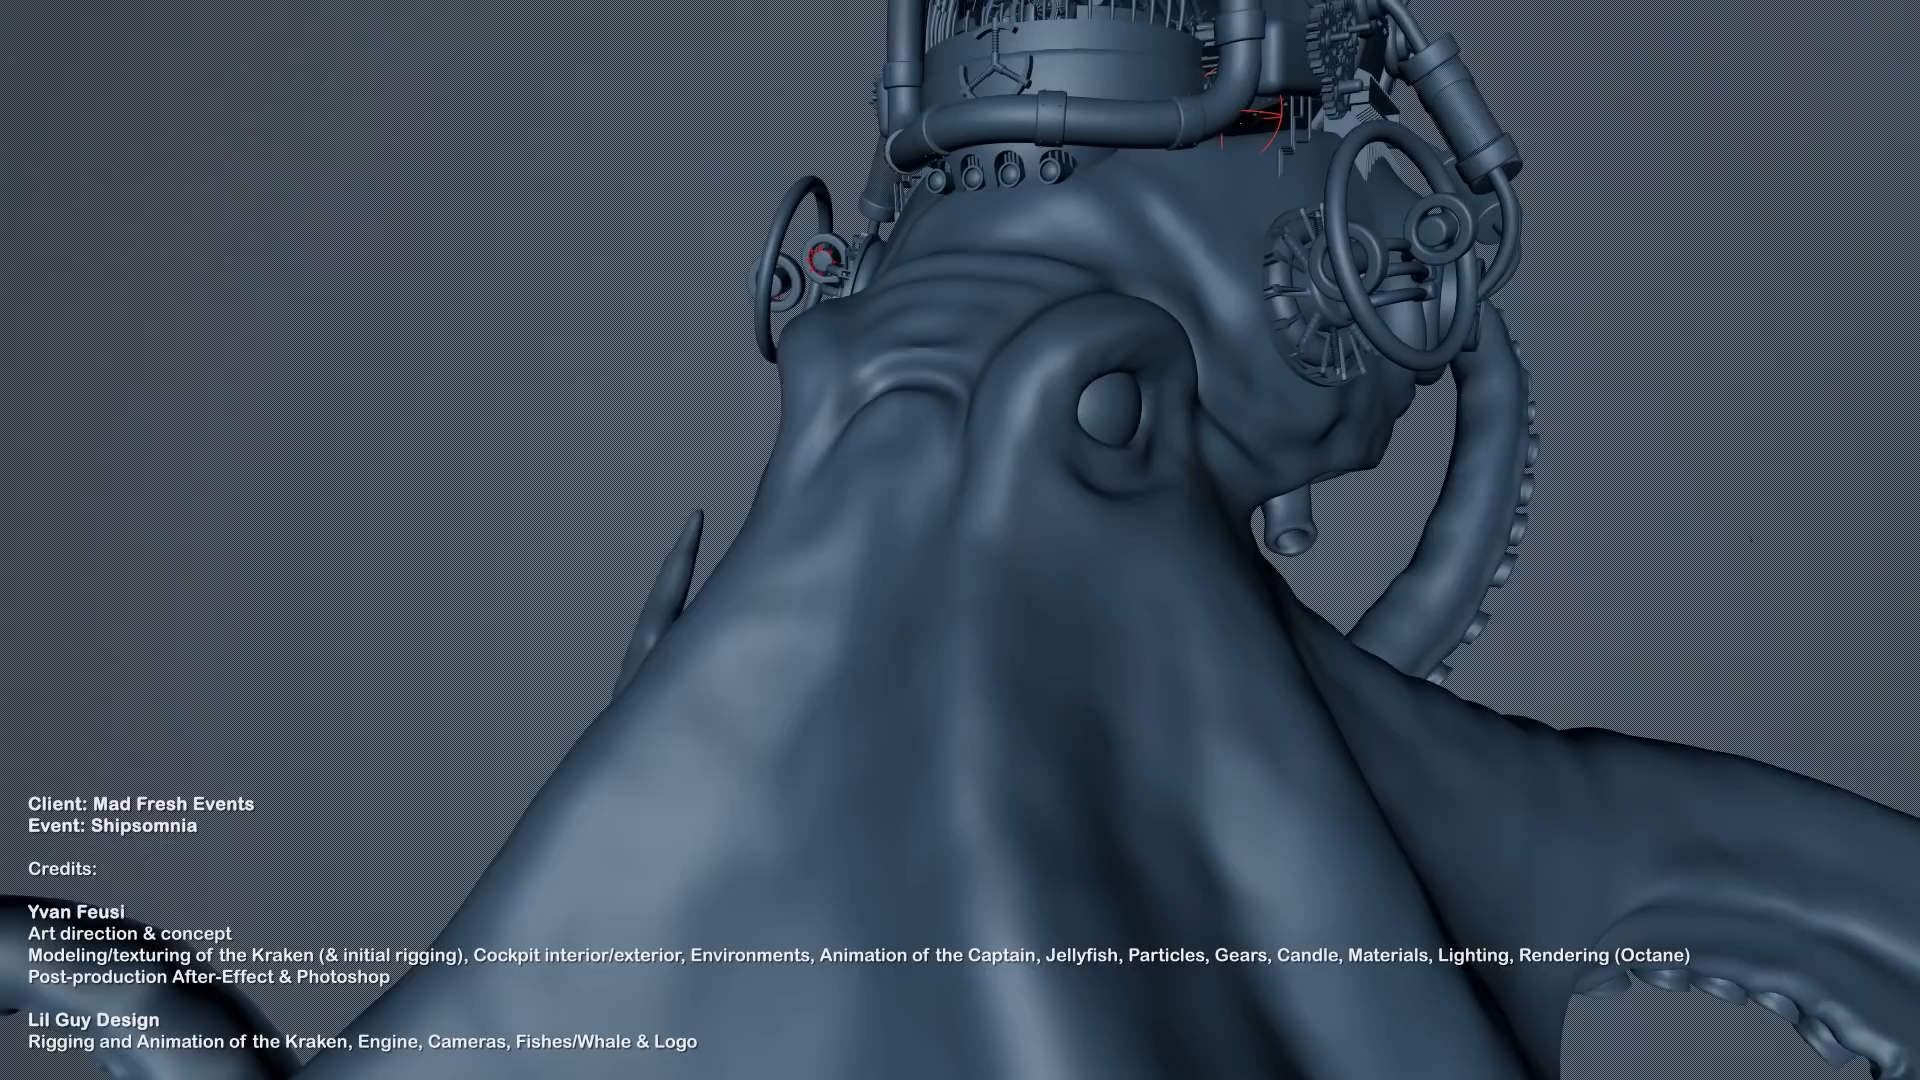 Client: Mad Fresh Events
Event: Shipsomnia
Credits:
Yvan Feusi
Art direction & concept
Modeling/texturing of the Kraken (& initial rigging), Cockpit interior/exterior, Environments, Animation of the Captain, Jellyfish, Particles, Gears, Candle, Materials, Lighting, Rendering (Octane)
Post-production After-Effect & Photoshop
Lil Guy Design
Rigging and Animation of the Kraken, Engine, Cameras, Fishes/Whale & Logo